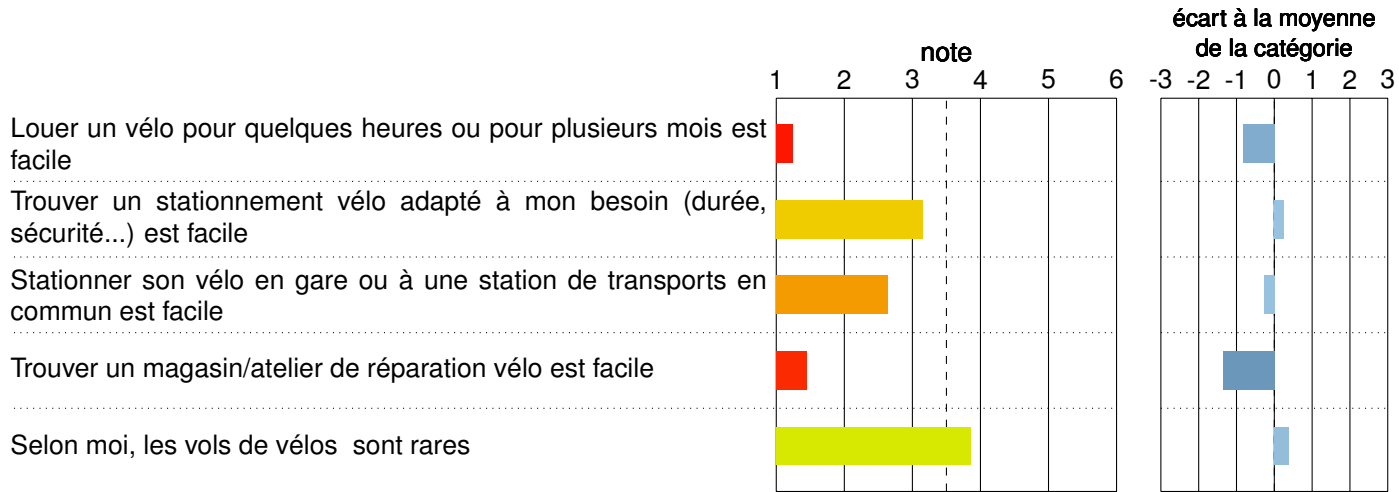 écart à la moyenne
note de la catégorie
1 2 3 4 5 6 -3 -2 -1 0 1 2 3
Louer un vélo pour quelques heures ou pour plusieurs mois est
facile
Trouver un stationnement vélo adapté à mon besoin (durée,
sécurité...) est facile
Stationner son vélo en gare ou à une station de transports en
commun est facile
Trouver un magasin/atelier de réparation vélo est facile
Selon moi, les vols de vélos sont rares